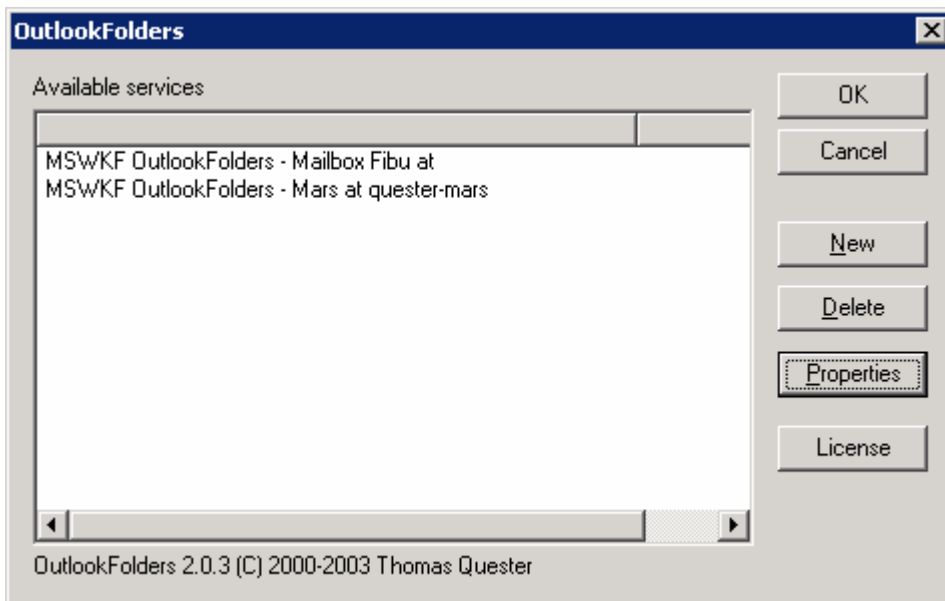 OutlookFolders
Available services
MSWKF OutlookFolders - Mailbox Fibu at
MSWKF OutlookFolders - Mars at quester-mars
OK
Cancel
New
Delete
Properties
License
OutlookFolders 2.0.3 (C) 2000-2003 Thomas Quester